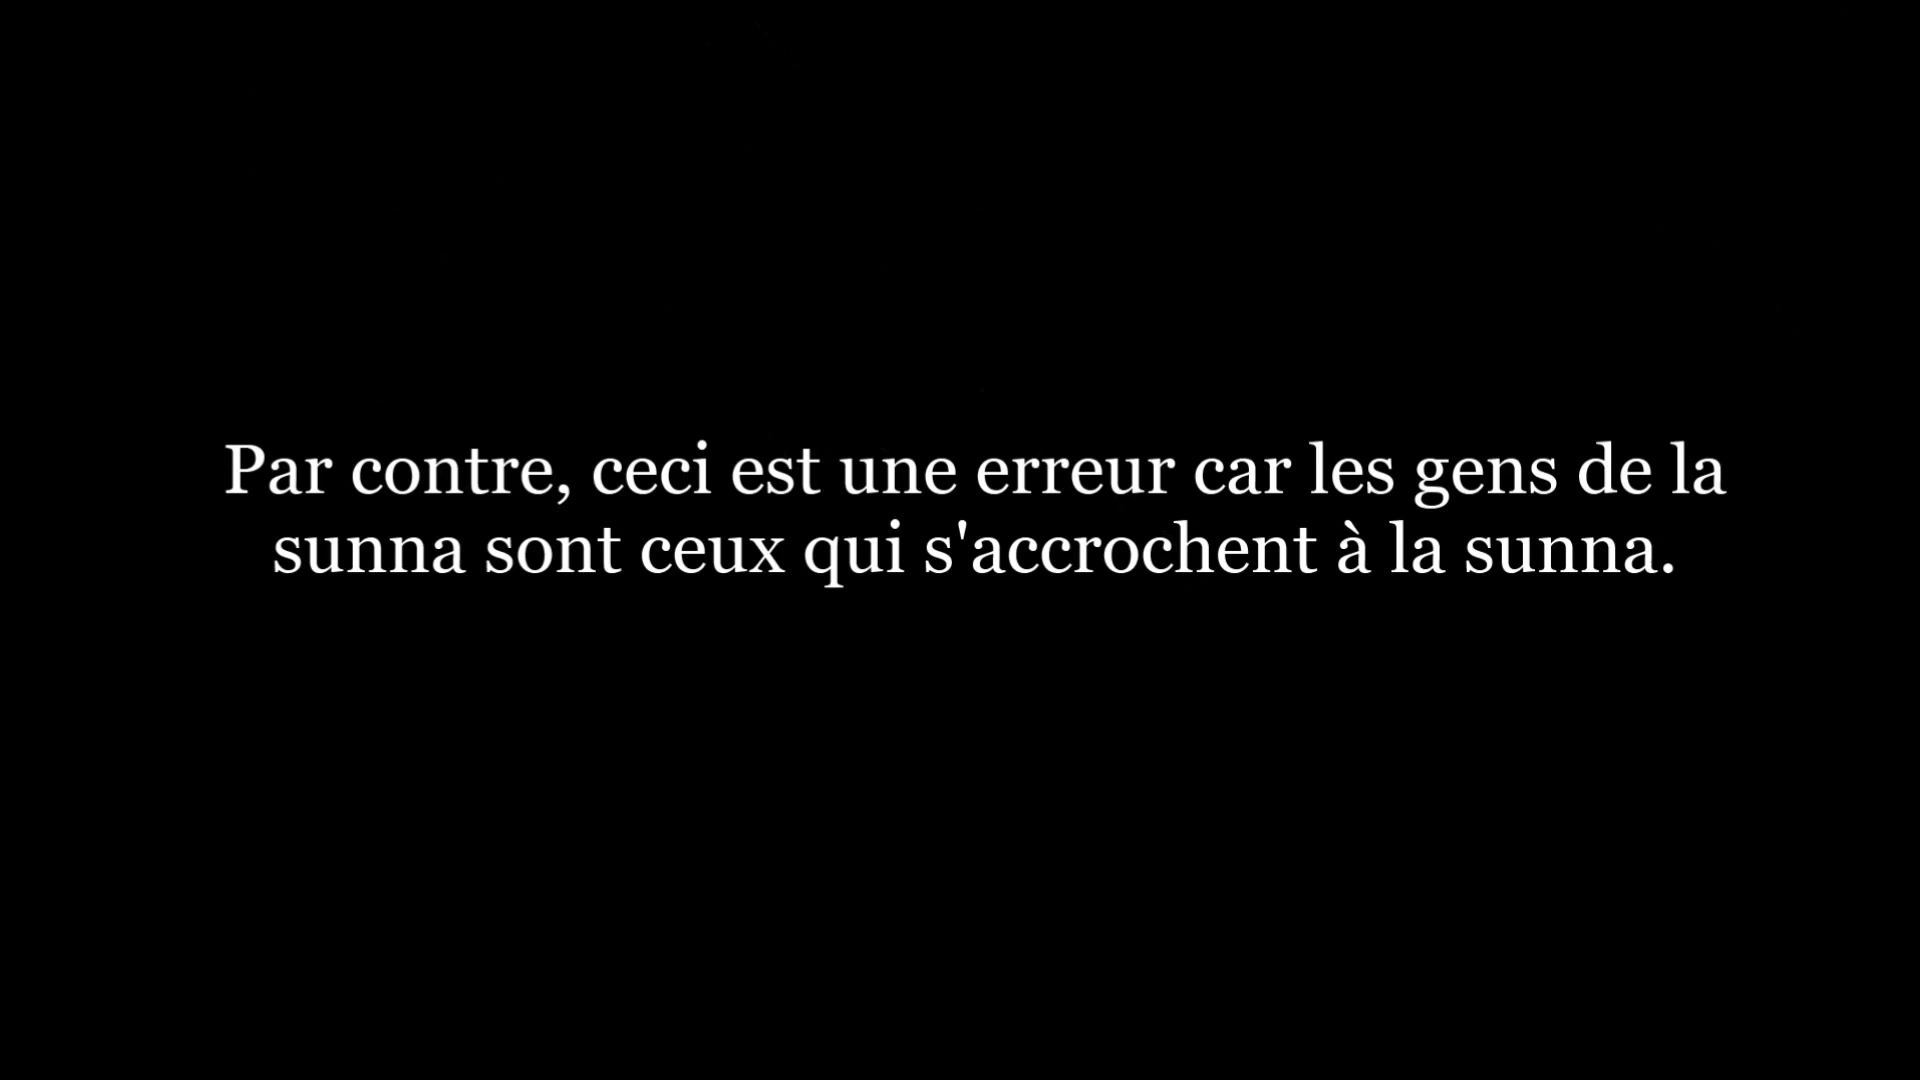 Par contre, ceci est une erreur car les gens de la
sunna sont ceux qui s'accrochent à la sunna.